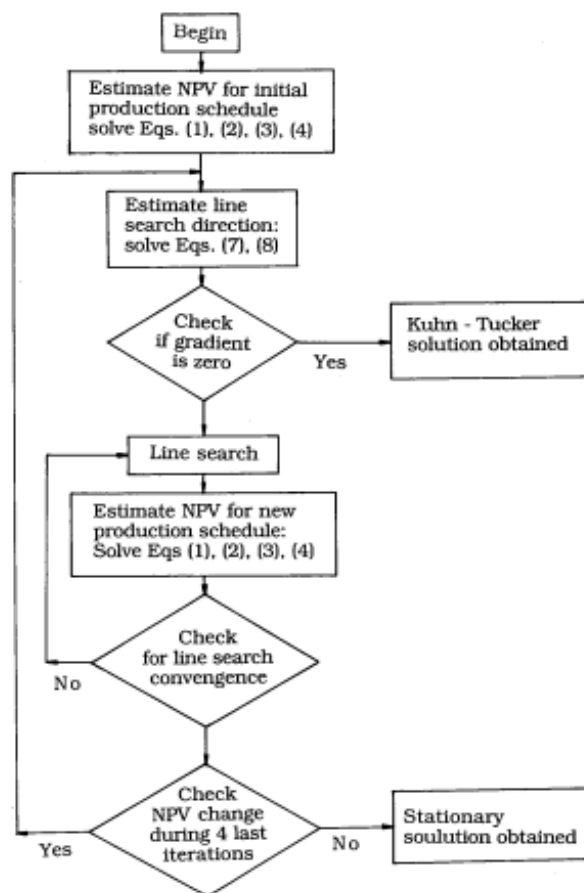 Begin
Estimate NPV for initial
production schedule
solve Eqs. (1), (2), (3), (4)
Estimate line
search direction:
solve Eqs. (7), (8)
Check
if gradient
is zero
Yes
Kuhn - Tucker
solution obtained
Line search
Estimate NPV for new
production schedule:
Solve Eqs (1), (2), (3), (4)
Check
for line search
convengence
No
Check
NPV change
during 4 last
iterations
Yes
No
Stationary
soulution obtained